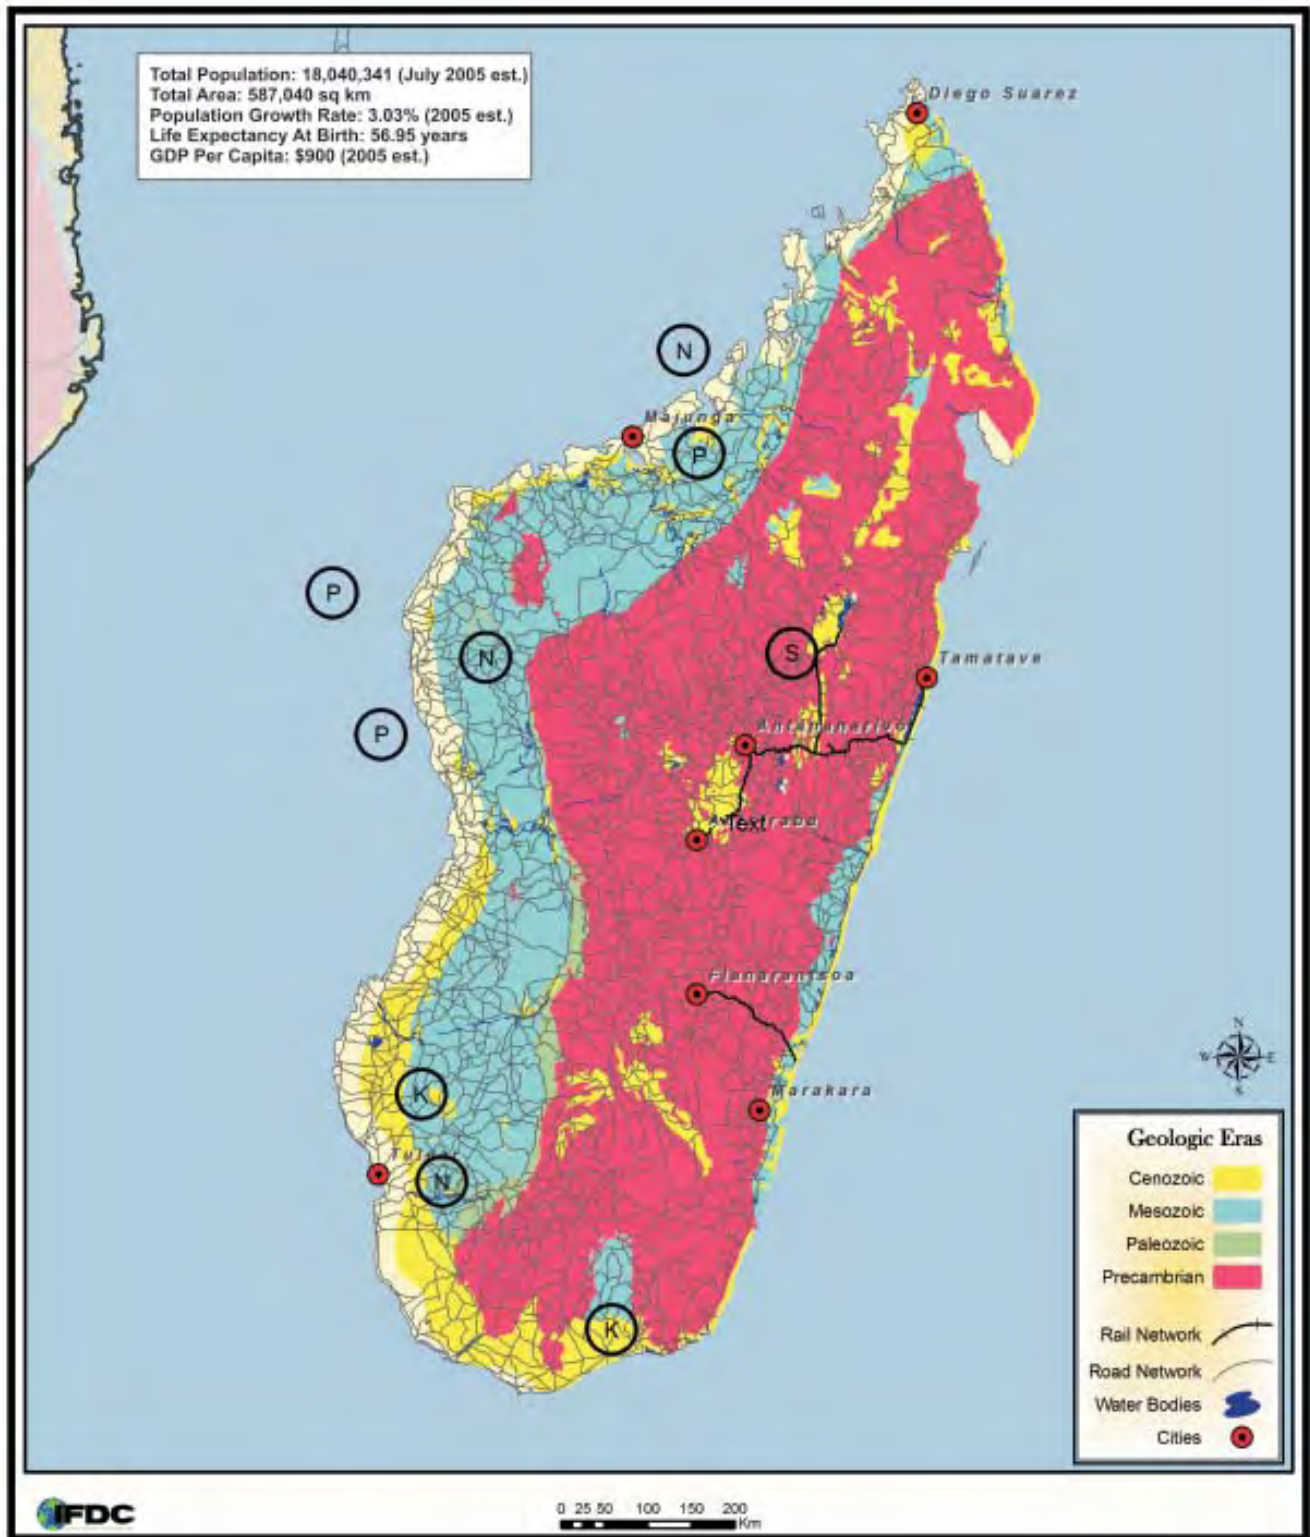 Total Population: 18,040,341 (July 2005 est.)
Total Area: 587,040 sq km
Population Growth Rate: 3.03% (2005 est.)
Life Expectancy At Birth: 56.95 years
GDP Per Capita: $900 (2005 est.)
Diego Suarez
N
Majunga
P
P
N
S
Tamatave
P
Antananarivo
Text
Fianarantsoa
N
W E
S
K
Marakara
N
K
Geologic Eras
Cenozoic
Mesozoic
Paleozoic
Precambrian
Rail Network
Road Network
Water Bodies
Cities
IFDC
0 25 50 100 150 200
Km